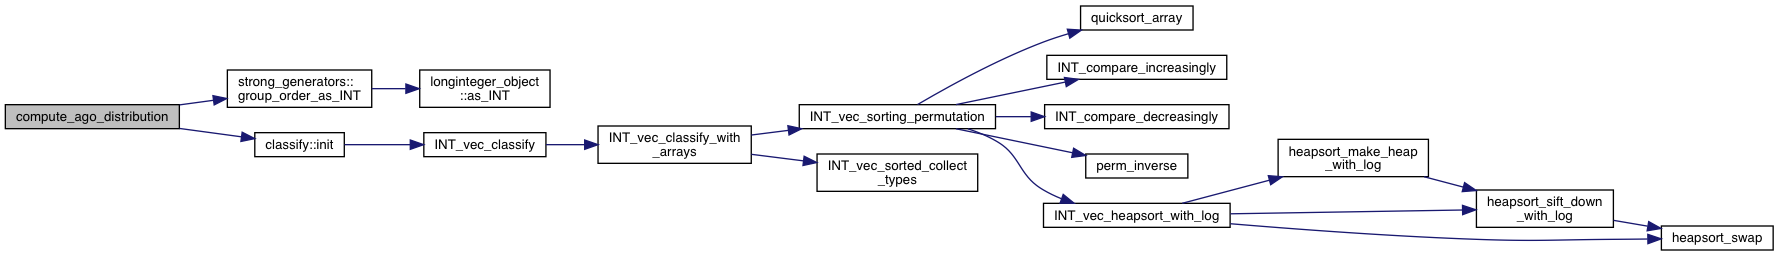 compute_ago_distribution
strong_generators::
group_order_as_INT
longinteger_object
::as_INT
classify::init
INT_vec_classify
INT_vec_classify_with
_arrays
INT_vec_sorting_permutation
INT_vec_sorted_collect
_types
quicksort_array
INT_compare_increasingly
INT_compare_decreasingly
perm_inverse
INT_vec_heapsort_with_log
heapsort_make_heap
_with_log
heapsort_sift_down
_with_log
heapsort_swap